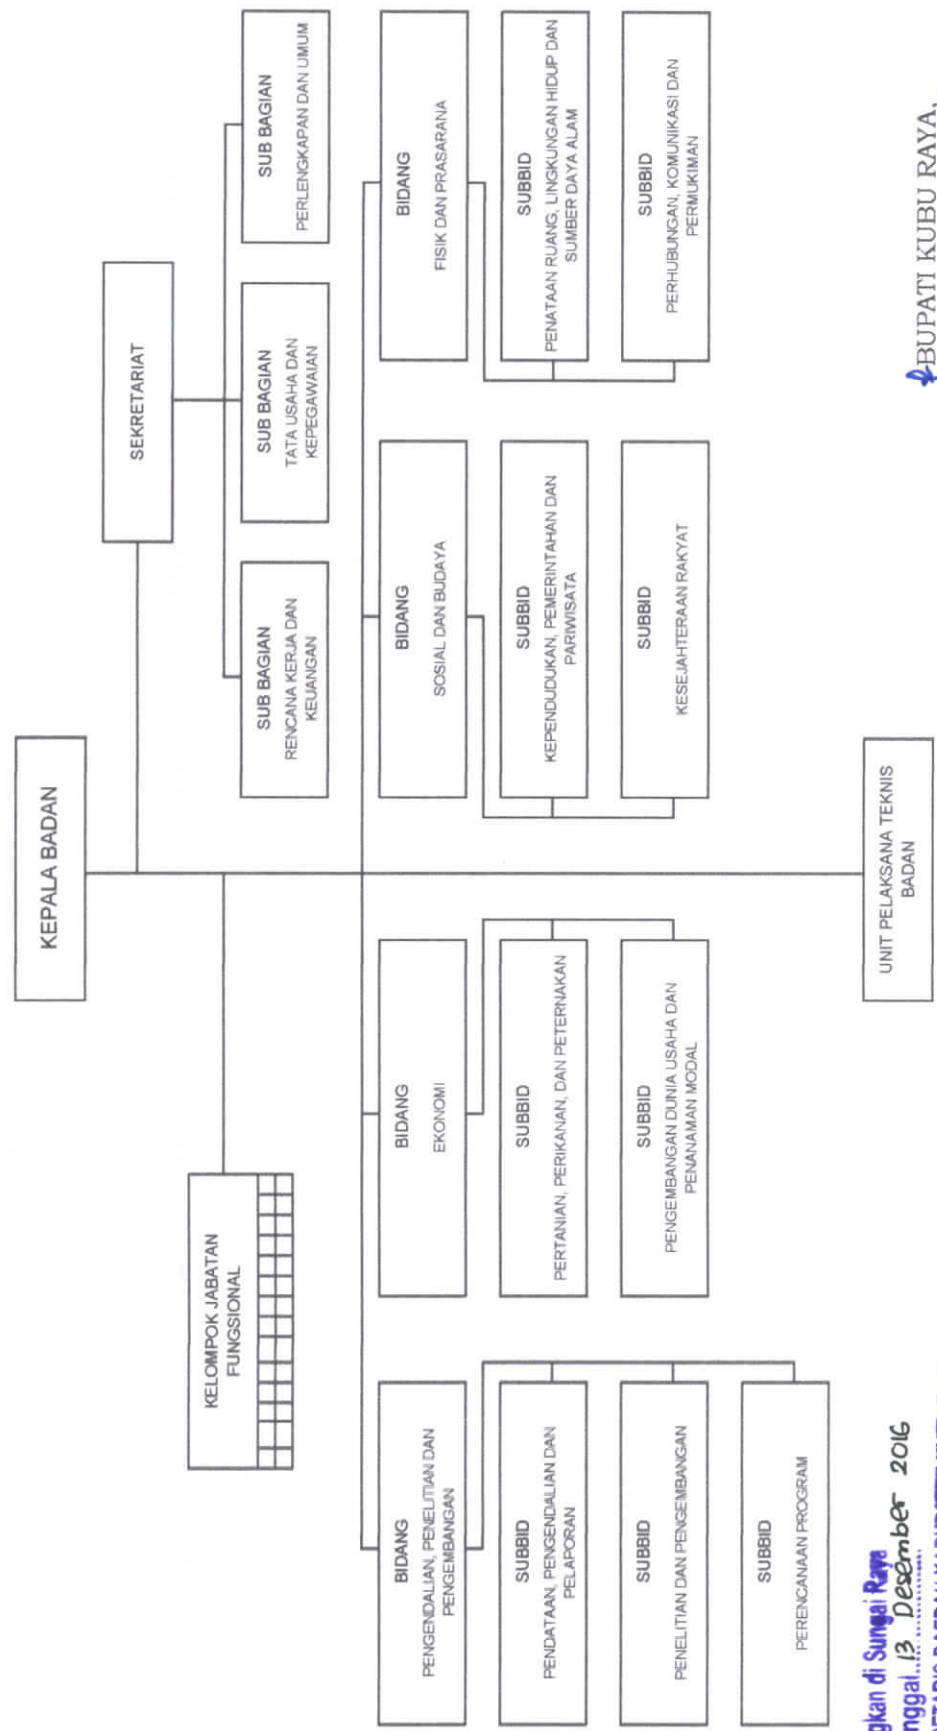 KEPALA BADAN
SEKRETARIAT
KELOMPOK JABATAN
FUNGSIONAL
SUB BAGIAN
RENCANA KERJA DAN
KEUANGAN
SUB BAGIAN
TATA USAHA DAN
KEPEGAWAIAN
SUB BAGIAN
PERLENGKAPAN DAN UMUM
BIDANG
PENGENDALIAN, PENELITIAN DAN
PENGEMBANGAN
SUBBID
PENDATAAN, PENGENDALIAN DAN
PELAPORAN
SUBBID
PENELITIAN DAN PENGEMBANGAN
SUBBID
PERENCANAAN PROGRAM
BIDANG
EKONOMI
SUBBID
PERTANIAN, PERIKANAN, DAN PETERNAKAN
SUBBID
PENGEMBANGAN DUNIA USAHA DAN
PENANAMAN MODAL
BIDANG
SOSIAL DAN BUDAYA
SUBBID
KEPENDUDUKAN, PEMERINTAHAN DAN
PARIWISATA
SUBBID
KESEJAHTERAAN RAKYAT
BIDANG
FISIK DAN PRASARANA
SUBBID
PENATAAN RUANG, LINGKUNGAN HIDUP DAN
SUMBER DAYA ALAM
SUBBID
PERHUBUNGAN, KOMUNIKASI DAN
PERMUKIMAN
UNIT PELAKSANA TEKNIS
BADAN
gkan di Sungai Raya
nggal 13 Desember 2016
BUPATI KUBU RAYA,